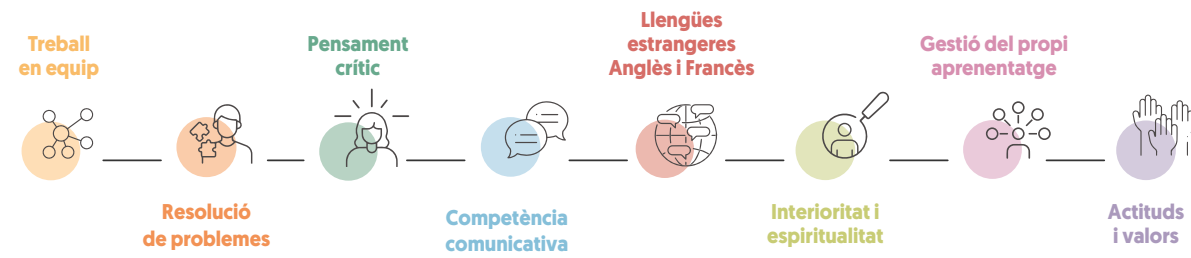 Treball
en equip
Resolució
de problemes
Pensament
crític
Competència
comunicativa
Llengües
estrangeres
Anglès i Francès
Interioritat i
espiritualitat
Gestió del propi
aprenentatge
Actituds
i valors